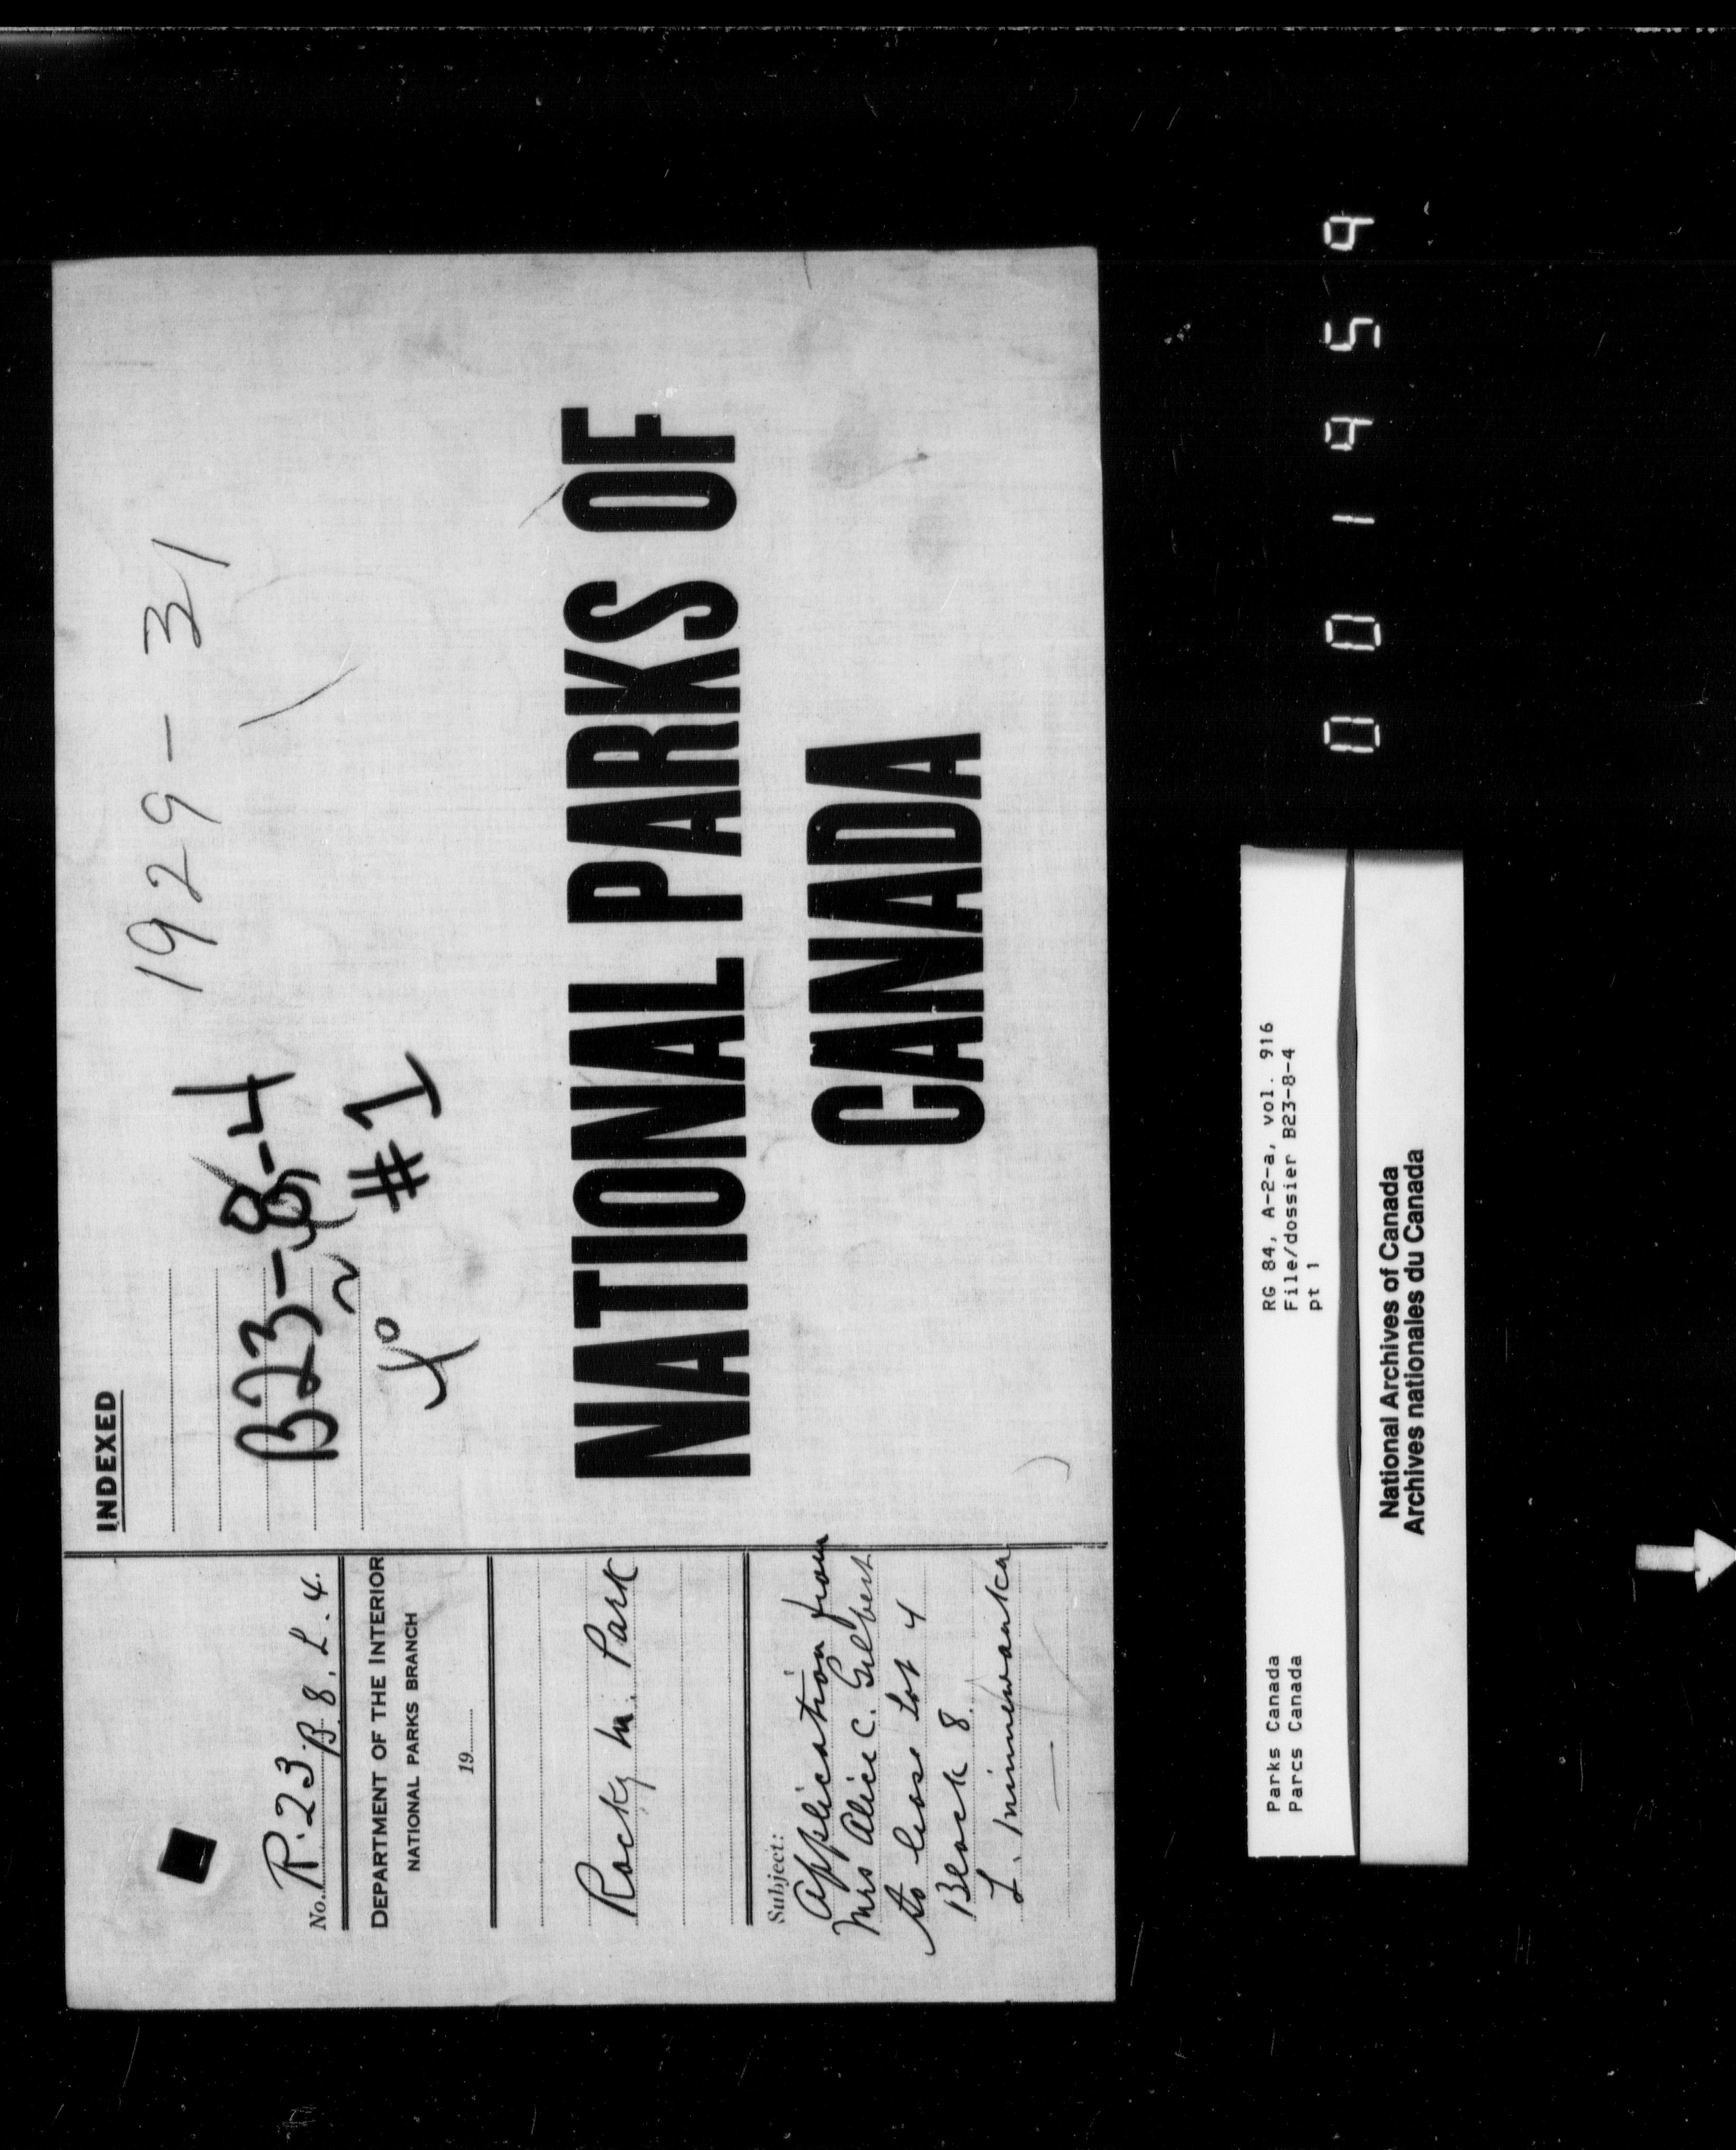 No. R.23. B.8. L.4.
DEPARTMENT OF THE INTERIOR
NATIONAL PARKS BRANCH
19
Rocky M. Park
Subject:
Application from
Mrs Alice C. Gilbert
to lease Lot 4
Block 8.
L. Minnewanka
INDEXED
1929-31
B23-8-4
#1
NATIONAL PARKS OF
CANADA
Parks Canada
Parcs Canada
RG 84, A-2-a, vol. 916
File/dossier B23-8-4
pt 1
National Archives of Canada
Archives nationales du Canada
001959